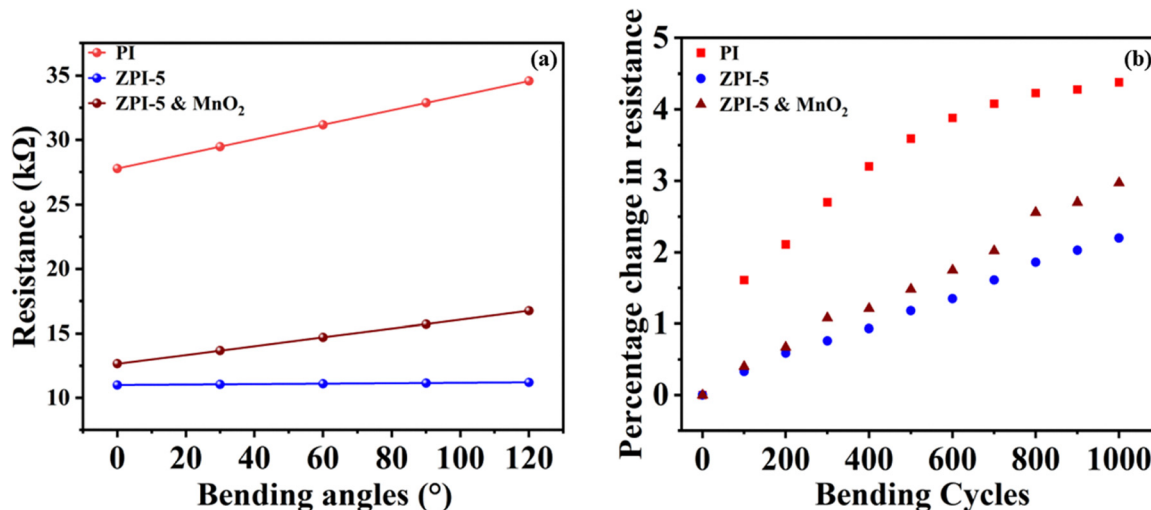 (a)
PI
ZPI-5
ZPI-5 & MnO₂
35
30
25
20
15
10
Resistance (kΩ)
0 20 40 60 80 100 120
Bending angles (°)
(b)
PI
ZPI-5
ZPI-5 & MnO₂
5
4
3
2
1
0
Percentage change in resistance
0 200 400 600 800 1000
Bending Cycles